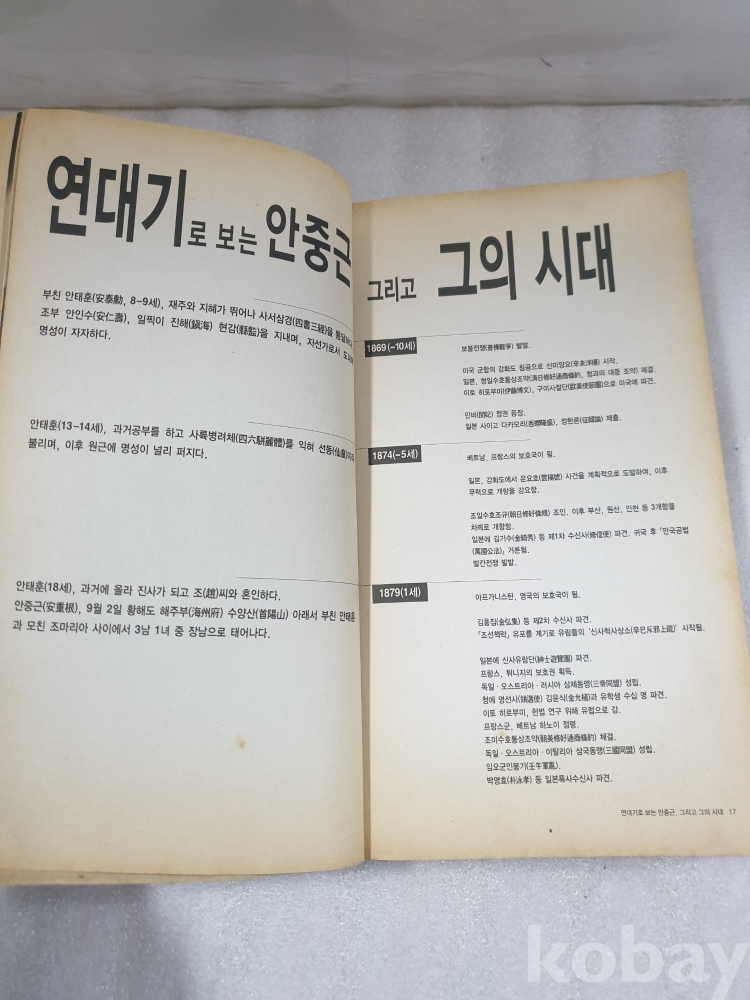 연대기로 보는 안중근
부친 안태훈(安泰勳, 8-9세), 재주와 지혜가 뛰어나 사서삼경(四書三經)을 통달하고
조부 안인수(安仁壽), 일찍이 진해(鎭海) 현감(縣監)을 지내며, 자선가로서 도
명성이 자자하다.
안태훈(13-14세), 과거공부를 하고 사륙병려체(四六騈儷體)를 익혀 선동(仙童)이라
불리며, 이후 원근에 명성이 널리 퍼지다.
안태훈(18세), 과거에 올라 진사가 되고 조(趙)씨와 혼인하다.
안중근(安重根), 9월 2일 황해도 해주부(海州府) 수양산(首陽山) 아래서 부친 안태훈
과 모친 조마리아 사이에서 3남 1녀 중 장남으로 태어나다.
그리고 그의 시대
1869(-10세)
보불전쟁(普佛戰爭) 발발.
미국 군함의 강화도 침공으로 신미양요(辛未洋擾) 시작.
일본, 청일수호통상조약(淸日修好通商條約, 청과의 대등 조약) 체결.
이토 히로부미(伊藤博文), 구미사절단(歐美使節團)으로 미국에 파견.
민비(閔妃) 정권 등장.
일본 사이고 다카모리(西鄕隆盛), 정한론(征韓論) 제출.
1874(-5세)
베트남, 프랑스의 보호국이 됨.
일본, 강화도에서 운요호(雲揚號) 사건을 계획적으로 도발하여, 이후
무력으로 개항을 강요함.
조일수호조규(朝日修好條規) 조인. 이후 부산, 원산, 인천 등 3개항을
차례로 개항함.
일본에 김기수(金綺秀) 등 제1차 수신사(修信使) 파견. 귀국 후 『만국공법
(萬國公法)』 거론됨.
발칸전쟁 발발.
1879(1세)
아프가니스탄, 영국의 보호국이 됨.
김홍집(金弘集) 등 제2차 수신사 파견.
『조선책략』 유포를 계기로 유림들의 '신사척사상소(辛巳斥邪上疏)' 시작됨.
일본에 신사유람단(紳士遊覽團) 파견.
프랑스, 튀니지의 보호권 획득.
독일·오스트리아·러시아 삼제동맹(三帝同盟) 성립.
청에 영선사(領選使) 김윤식(金允植)과 유학생 수십 명 파견.
이토 히로부미, 헌법 연구 위해 유럽으로 감.
프랑스군, 베트남 하노이 점령.
조미수호통상조약(朝美修好通商條約) 체결.
독일·오스트리아·이탈리아 삼국동맹(三國同盟) 성립.
임오군인봉기(壬午軍亂).
박영효(朴泳孝) 등 일본특사수신사 파견.
연대기로 보는 안중근, 그리고 그의 시대 17
kobay